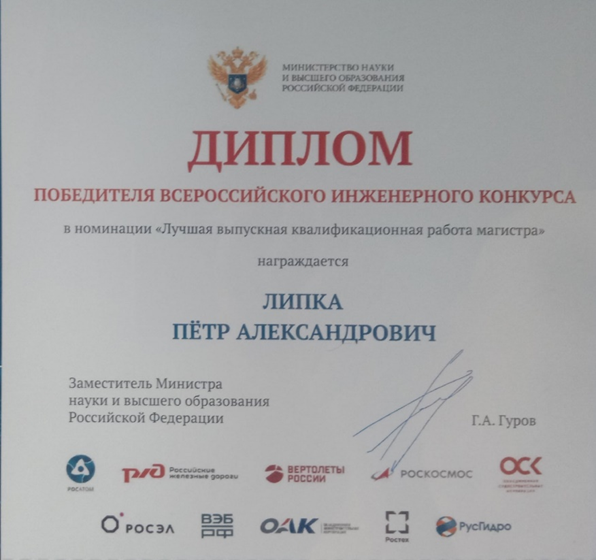 МИНИСТЕРСТВО НАУКИ
И ВЫСШЕГО ОБРАЗОВАНИЯ
РОССИЙСКОЙ ФЕДЕРАЦИИ
ДИПЛОМ
ПОБЕДИТЕЛЯ ВСЕРОССИЙСКОГО ИНЖЕНЕРНОГО КОНКУРСА
в номинации «Лучшая выпускная квалификационная работа магистра»
награждается
ЛИПКА
ПЁТР АЛЕКСАНДРОВИЧ
Заместитель Министра
науки и высшего образования
Российской Федерации
Г.А. Гуров
РОСАТОМ
РЖД Российские железные дороги
ВЕРТОЛЕТЫ РОССИИ
РОСКОСМОС
ОСК
РОСЭЛ
ВЭБ РФ
ОАК
Ростех
РусГидро